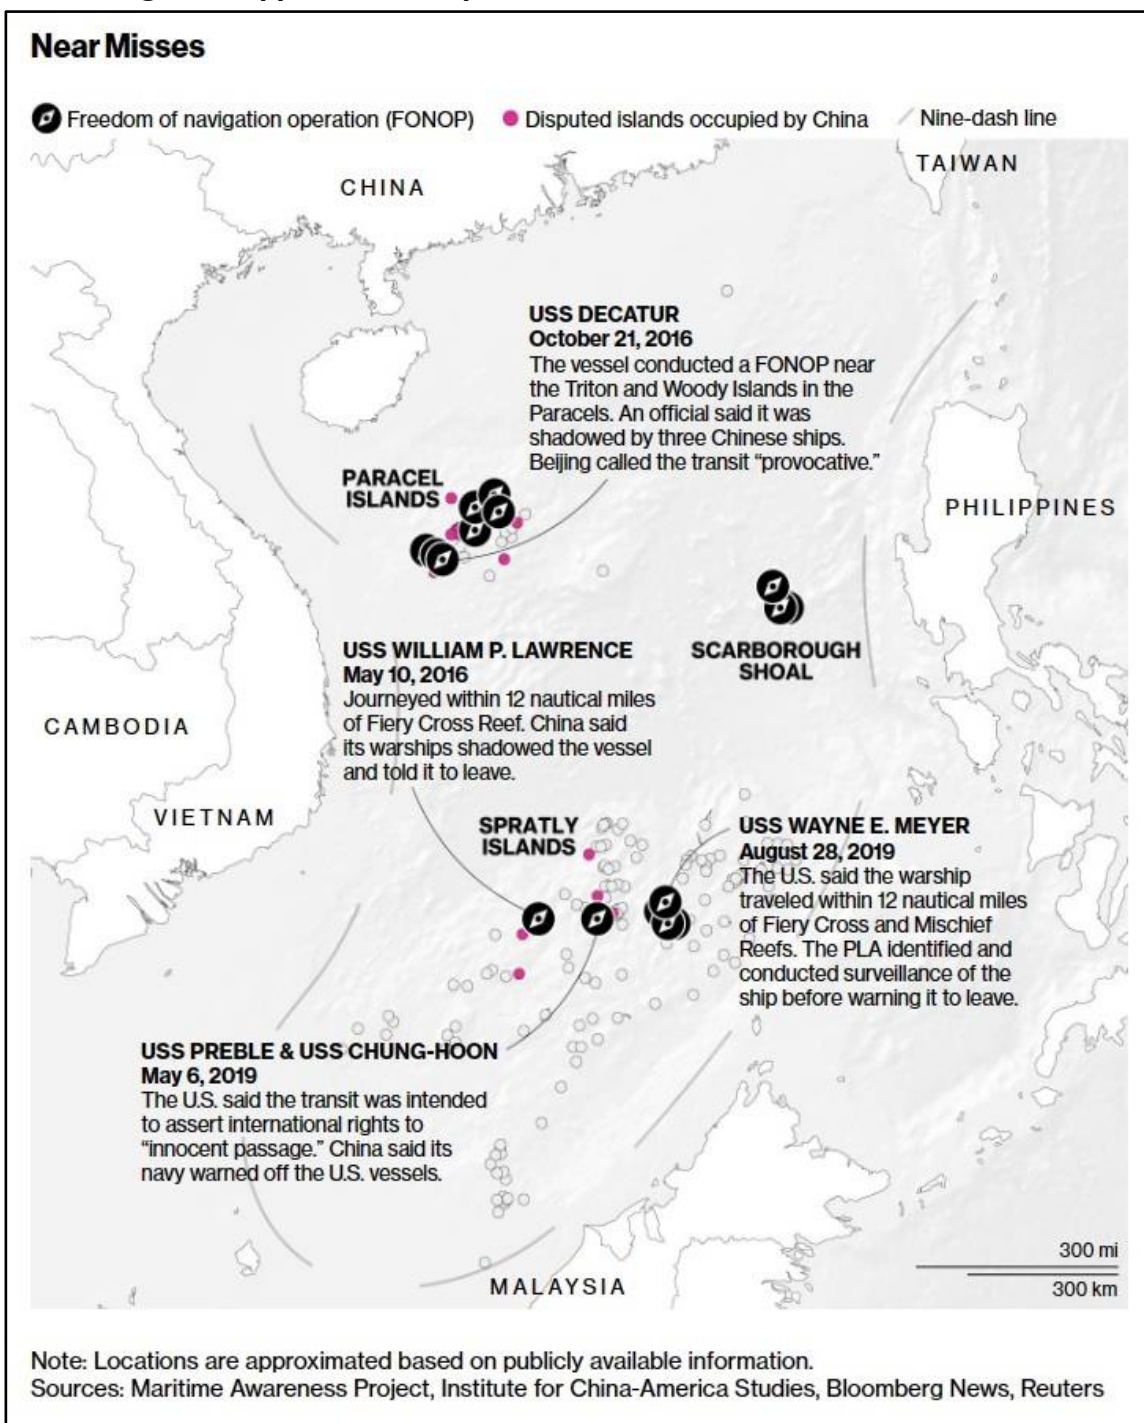 Near Misses
Freedom of navigation operation (FONOP)
Disputed islands occupied by China
Nine-dash line
TAIWAN
CHINA
USS DECATUR
October 21, 2016
The vessel conducted a FONOP near
the Triton and Woody Islands in the
Paracels. An official said it was
shadowed by three Chinese ships.
Beijing called the transit “provocative.”
PARACEL
ISLANDS
PHILIPPINES
USS WILLIAM P. LAWRENCE
May 10, 2016
Journeyed within 12 nautical miles
of Fiery Cross Reef. China said
its warships shadowed the vessel
and told it to leave.
SCARBOROUGH
SHOAL
CAMBODIA
VIETNAM
SPRATLY
ISLANDS
USS WAYNE E. MEYER
August 28, 2019
The U.S. said the warship
traveled within 12 nautical miles
of Fiery Cross and Mischief
Reefs. The PLA identified and
conducted surveillance of the
ship before warning it to leave.
USS PREBLE & USS CHUNG-HOON
May 6, 2019
The U.S. said the transit was intended
to assert international rights to
“innocent passage.” China said its
navy warned off the U.S. vessels.
MALAYSIA
300 mi
300 km
Note: Locations are approximated based on publicly available information.
Sources: Maritime Awareness Project, Institute for China-America Studies, Bloomberg News, Reuters